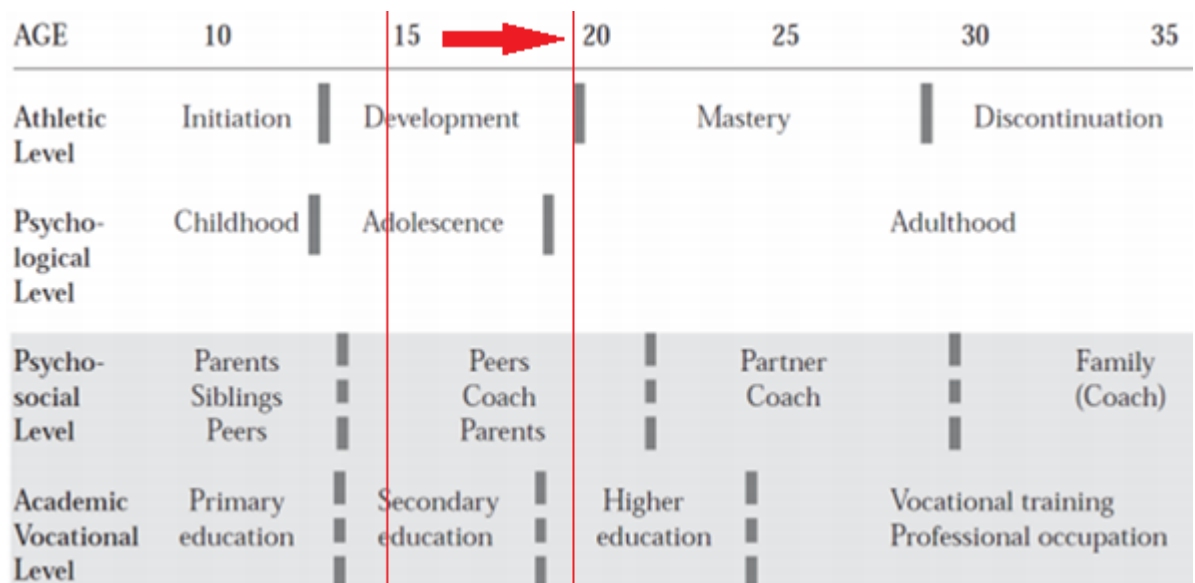 AGE 10 15 20 25 30 35
Athletic Initiation Development Mastery Discontinuation
Level
Psycho- Childhood Adolescence Adulthood
logical
Level
Psycho- Parents Peers Partner Family
social Siblings Coach Coach (Coach)
Level Peers Parents
Academic Primary Secondary Higher Vocational training
Vocational education education education Professional occupation
Level